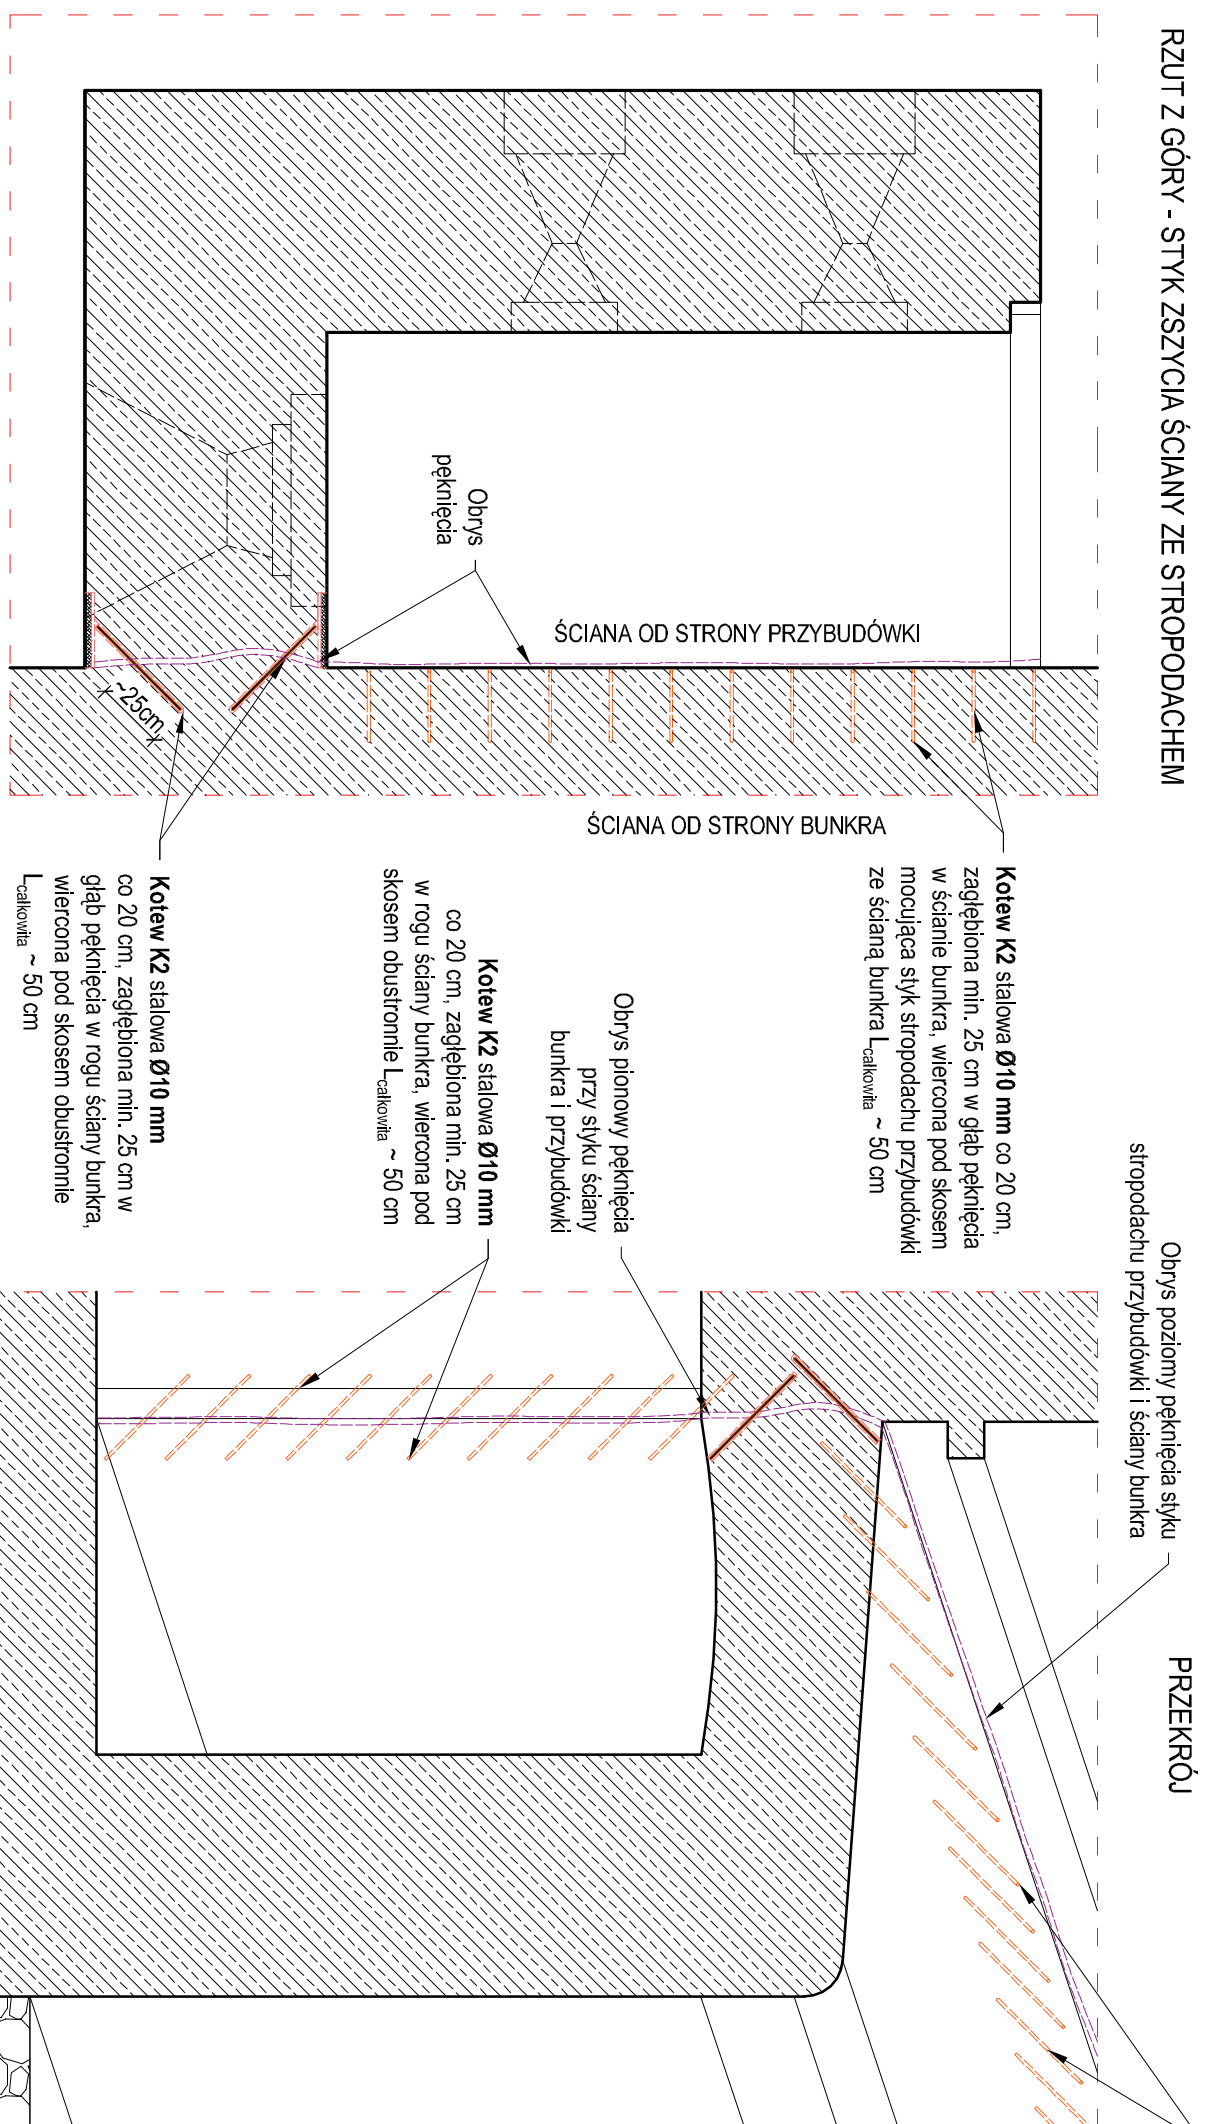 RZUT Z GÓRY - STYK ZSZYCIA ŚCIANY ZE STROPODACHEM
Obrys
pęknięcia
ŚCIANA OD STRONY PRZYBUDÓWKI
ŚCIANA OD STRONY BUNKRA
~25cm
Kotew K2 stalowa Ø10 mm co 20 cm,
zagłębiona min. 25 cm w głąb pęknięcia
w ścianie bunkra, wiercona pod skosem
mocująca styk stropodachu przybudówki
ze ścianą bunkra Lcałkowita ~ 50 cm
Kotew K2 stalowa Ø10 mm
co 20 cm, zagłębiona min. 25 cm w
głąb pęknięcia w rogu ściany bunkra,
wiercona pod skosem obustronnie
Lcałkowita ~ 50 cm
PRZEKRÓJ
Obrys poziomy pęknięcia styku
stropodachu przybudówki i ściany bunkra
Obrys pionowy pęknięcia
przy styku ściany
bunkra i przybudówki
Kotew K2 stalowa Ø10 mm
co 20 cm, zagłębiona min. 25 cm
w rogu ściany bunkra, wiercona pod
skosem obustronnie Lcałkowita ~ 50 cm